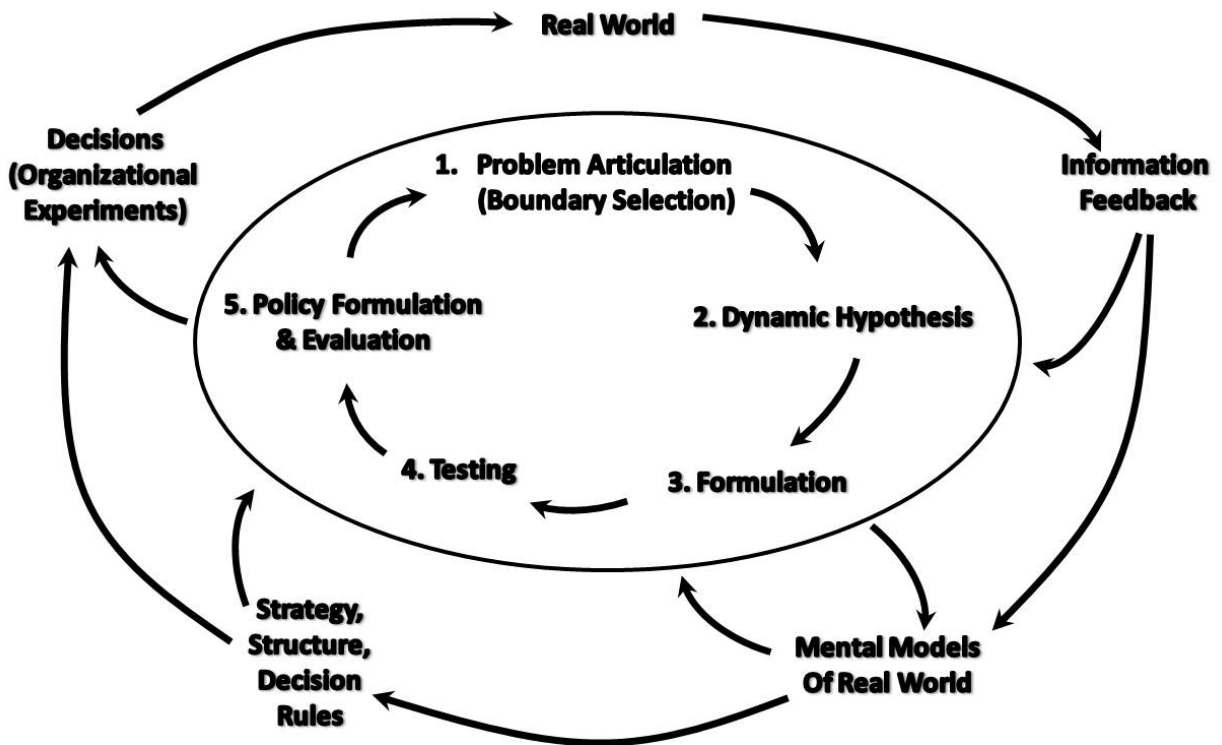 Real World
Decisions
(Organizational
Experiments)
1. Problem Articulation
(Boundary Selection)
Information
Feedback
5. Policy Formulation
& Evaluation
2. Dynamic Hypothesis
4. Testing
3. Formulation
Strategy,
Structure,
Decision
Rules
Mental Models
Of Real World